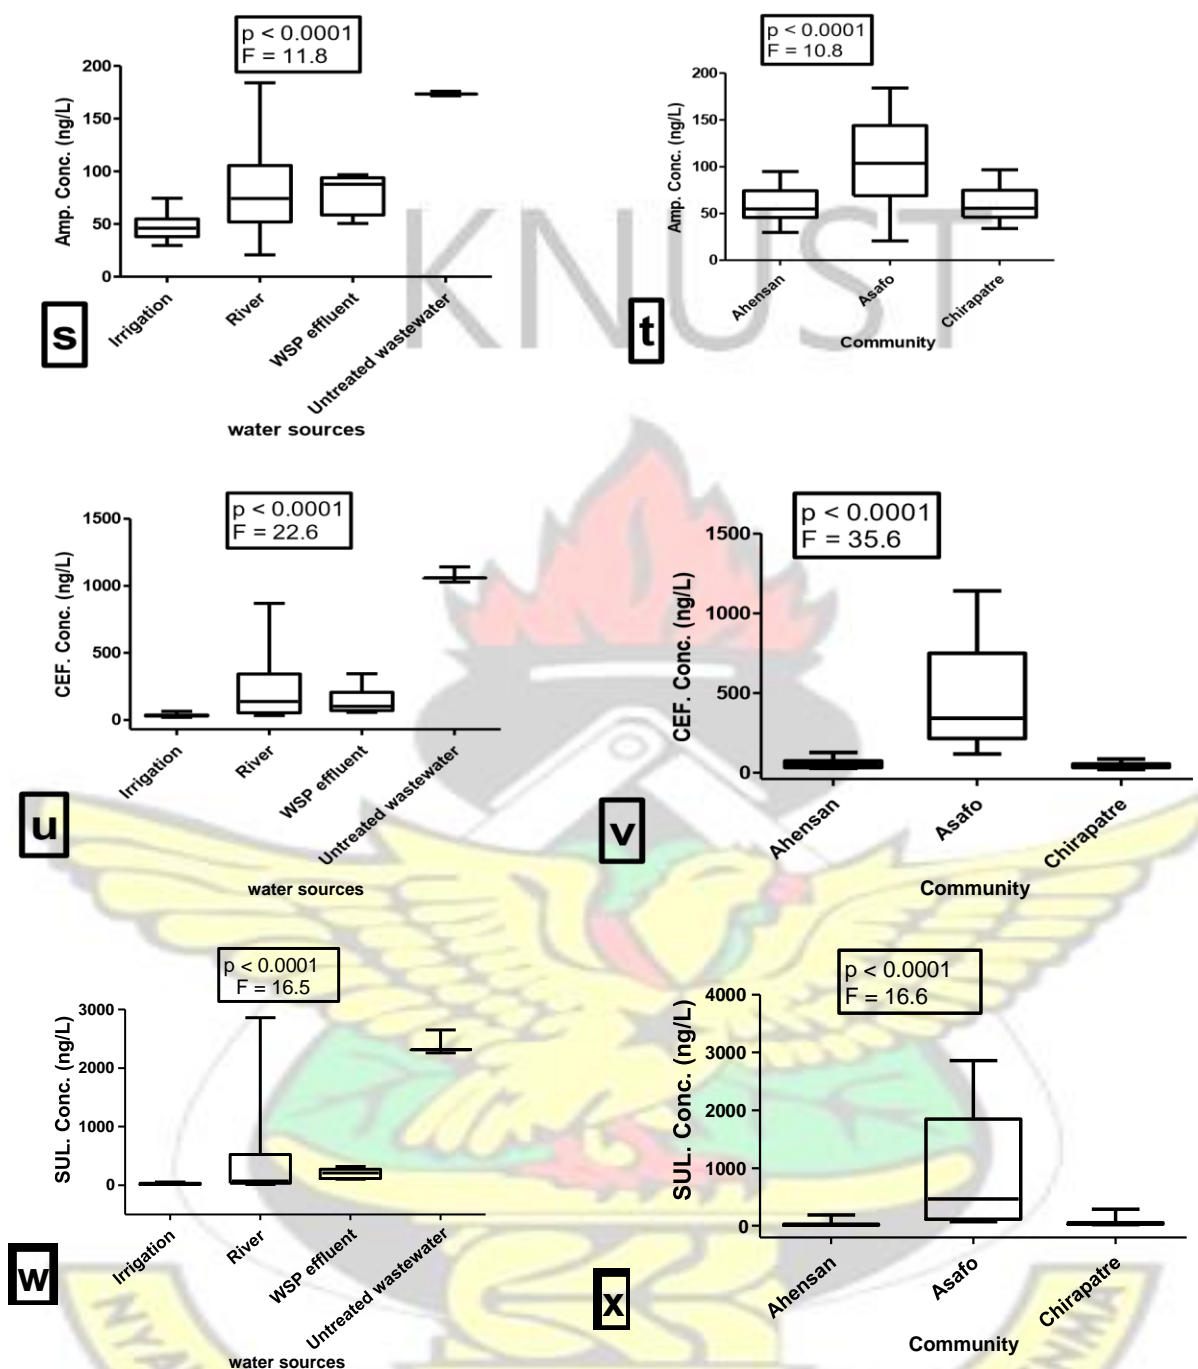 p < 0.0001
F = 11.8
200
150
100
50
0
Amp. Conc. (ng/L)
Irrigation
River
WSP effluent
Untreated wastewater
water sources
s
p < 0.0001
F = 10.8
200
150
100
50
0
Amp. Conc. (ng/L)
Ahensan
Asafo
Chirapatre
Community
t
KNUST
p < 0.0001
F = 22.6
1500
1000
500
0
CEF. Conc. (ng/L)
Irrigation
River
WSP effluent
Untreated wastewater
water sources
u
p < 0.0001
F = 35.6
1500
1000
500
0
CEF. Conc. (ng/L)
Ahensan
Asafo
Chirapatre
Community
v
p < 0.0001
F = 16.5
3000
2000
1000
0
SUL. Conc. (ng/L)
Irrigation
River
WSP effluent
Untreated wastewater
water sources
w
p < 0.0001
F = 16.6
4000
3000
2000
1000
0
SUL. Conc. (ng/L)
Ahensan
Asafo
Chirapatre
Community
x